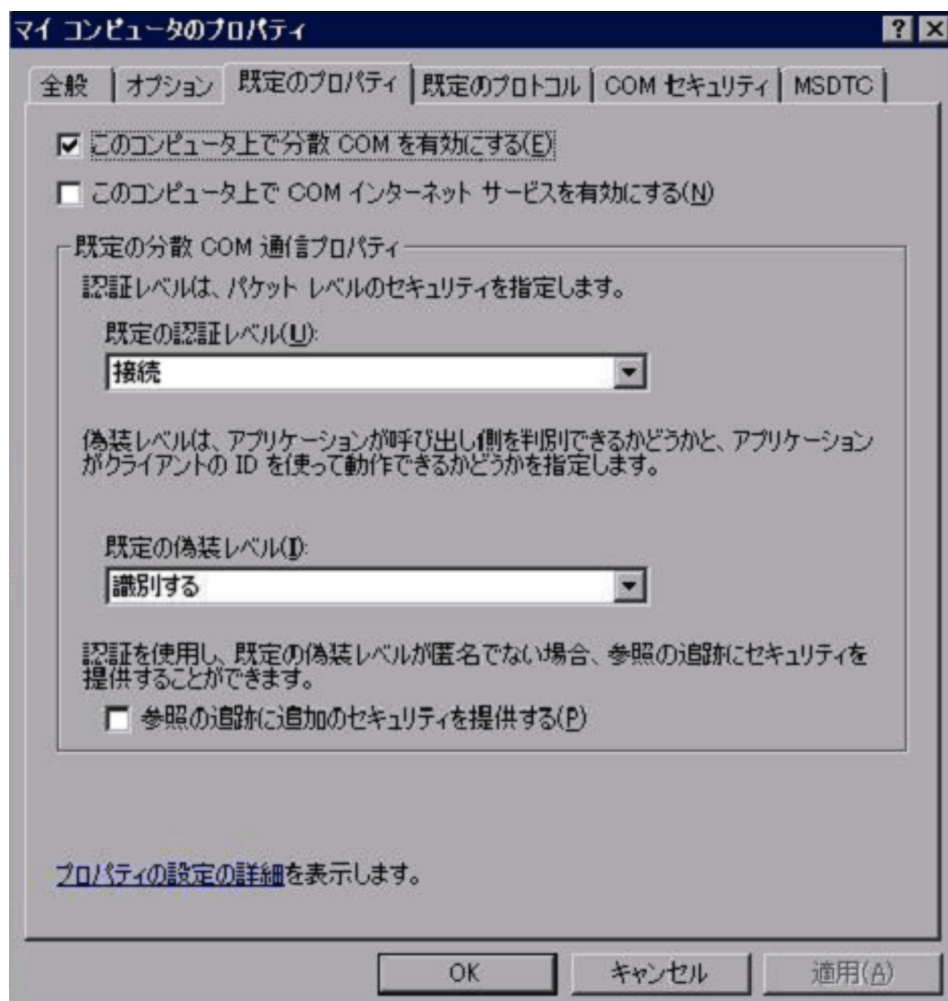 マイ コンピュータのプロパティ
全般 オプション 既定のプロパティ 既定のプロトコル COM セキュリティ MSDTC
このコンピュータ上で分散 COM を有効にする(E)
このコンピュータ上で COM インターネット サービスを有効にする(N)
既定の分散 COM 通信プロパティ
認証レベルは、パケット レベルのセキュリティを指定します。
既定の認証レベル(U):
接続
偽装レベルは、アプリケーションが呼び出し側を判別できるかどうかと、アプリケーション
がクライアントの ID を使って動作できるかどうかを指定します。
既定の偽装レベル(I):
識別する
認証を使用し、既定の偽装レベルが匿名でない場合、参照の追跡にセキュリティを
提供することができます。
参照の追跡に追加のセキュリティを提供する(P)
プロパティの設定の詳細を表示します。
OK キャンセル 適用(A)